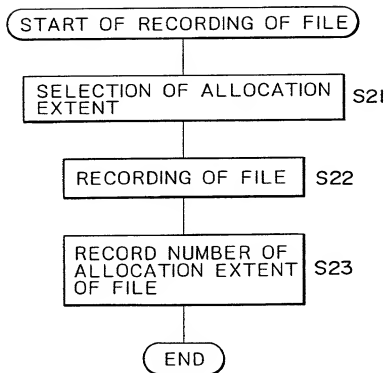 START OF RECORDING OF FILE
SELECTION OF ALLOCATION
EXTENT
S21
RECORDING OF FILE
S22
RECORD NUMBER OF
ALLOCATION EXTENT
OF FILE
S23
END